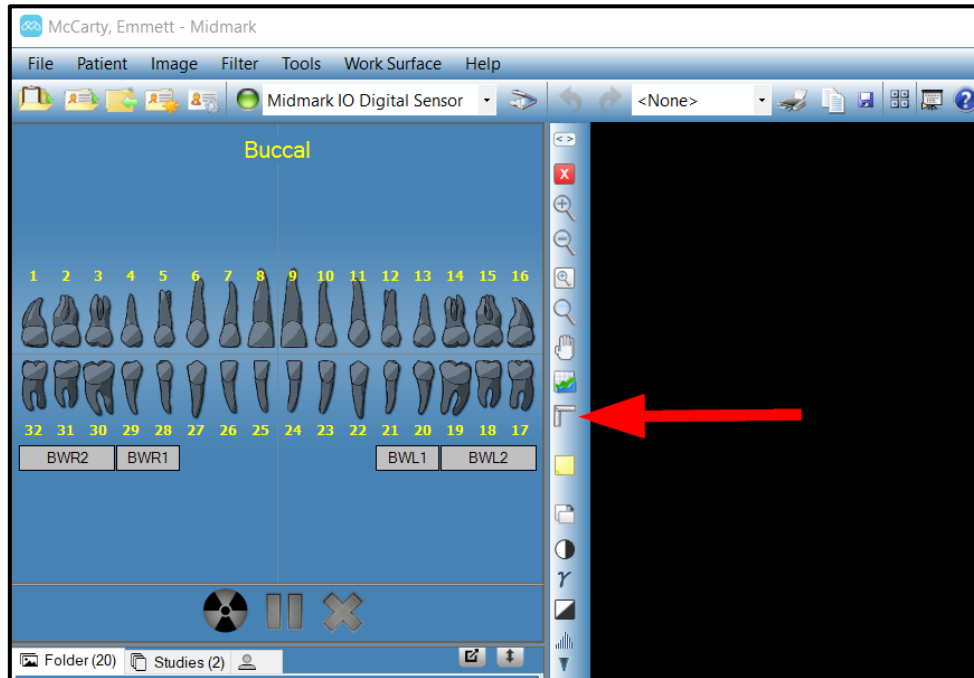 McCarty, Emmett - Midmark
File Patient Image Filter Tools Work Surface Help
Midmark IO Digital Sensor <None>
Buccal
1 2 3 4 5 6 7 8 9 10 11 12 13 14 15 16
32 31 30 29 28 27 26 25 24 23 22 21 20 19 18 17
BWR2 BWR1 BWL1 BWL2
Folder (20) Studies (2)